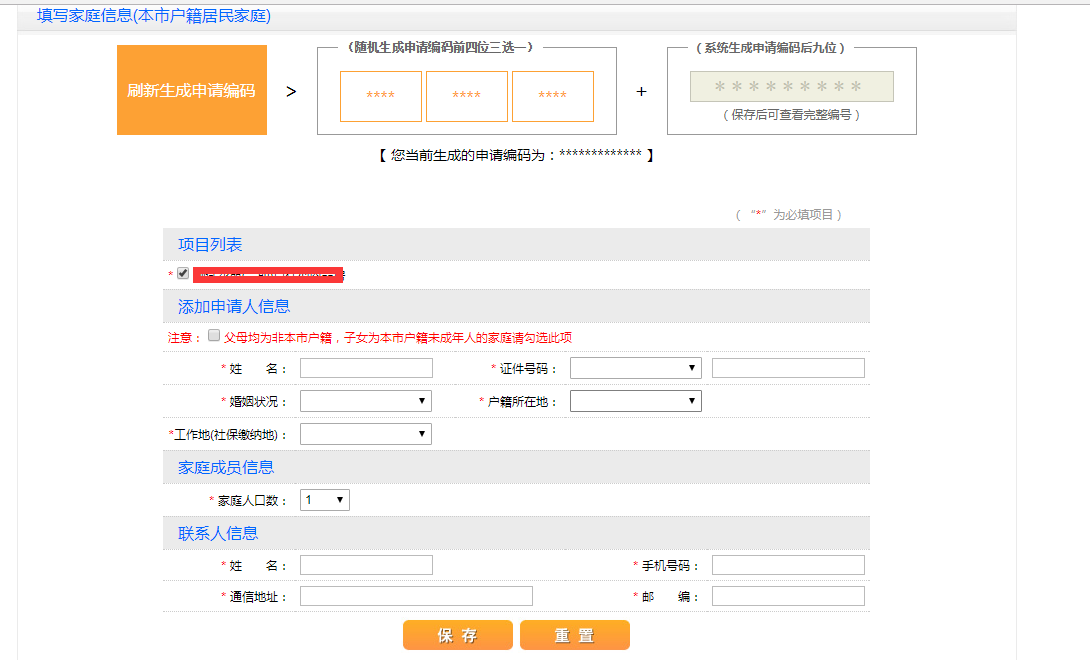 填写家庭信息(本市户籍居民家庭)
（随机生成申请编码前四位三选一）
（系统生成申请编码后九位）
刷新生成申请编码 > **** **** **** + *********
（保存后可查看完整编号）
【 您当前生成的申请编码为：************* 】
（ “*” 为必填项目 ）
项目列表
*
添加申请人信息
注意： 父母均为非本市户籍，子女为本市户籍未成年人的家庭请勾选此项
* 姓 名： * 证件号码：
* 婚姻状况： * 户籍所在地：
*工作地(社保缴纳地)：
家庭成员信息
* 家庭人口数： 1
联系人信息
* 姓 名： * 手机号码：
* 通信地址： * 邮 编：
保 存 重 置